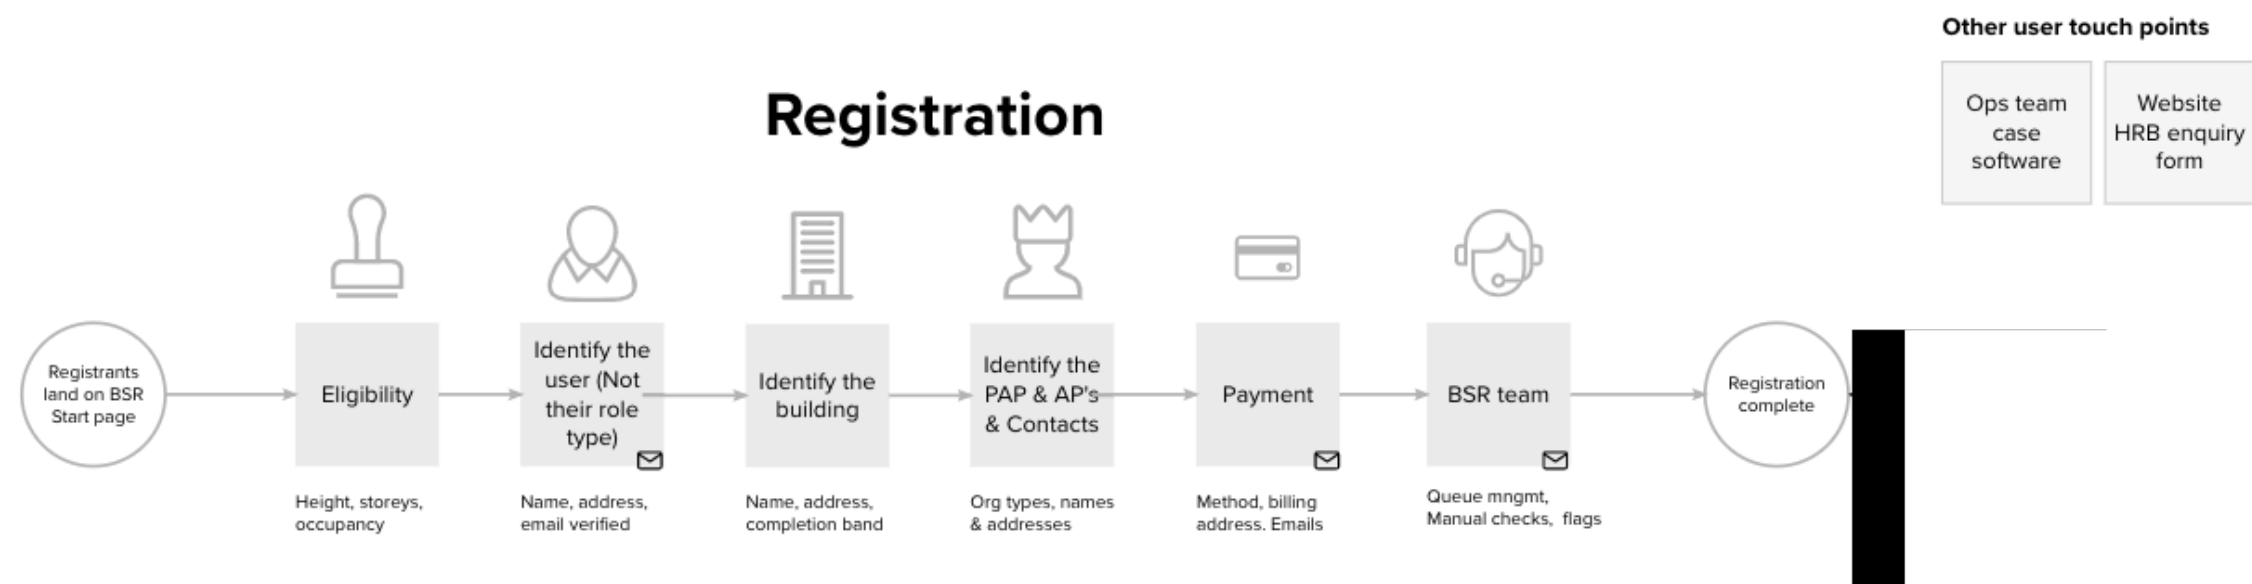 Other user touch points
Ops team
case
software
Website
HRB enquiry
form
Registration
Registrants
land on BSR
Start page
Eligibility
Height, storeys,
occupancy
Identify the
user (Not
their role
type)
Name, address,
email verified
Identify the
building
Name, address,
completion band
Identify the
PAP & AP's
& Contacts
Org types, names
& addresses
Payment
Method, billing
address. Emails
BSR team
Queue mngmt,
Manual checks, flags
Registration
complete